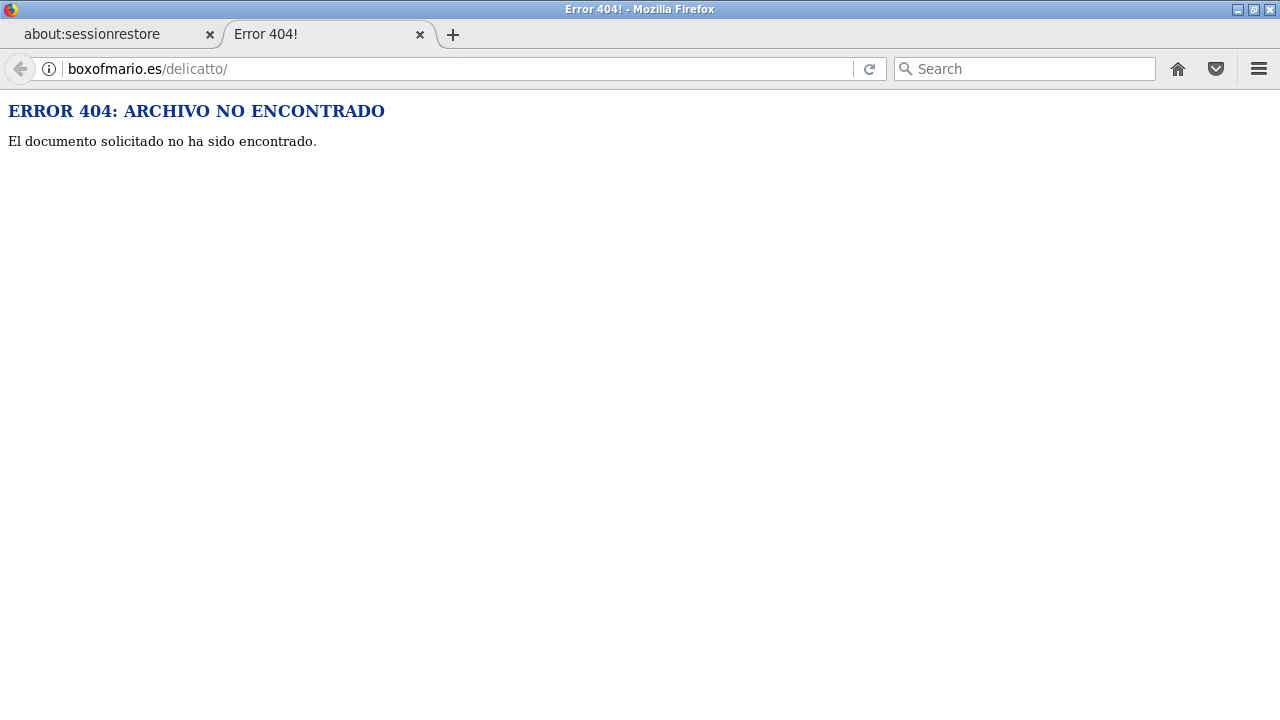 Error 404! - Mozilla Firefox
about:sessionrestore
Error 404!
boxofmario.es/delicatto/
Search
ERROR 404: ARCHIVO NO ENCONTRADO
El documento solicitado no ha sido encontrado.